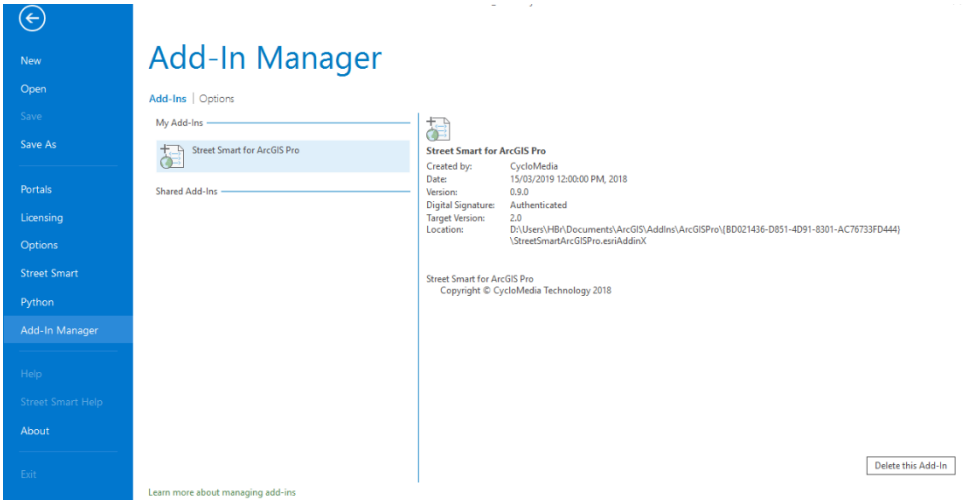 New
Open
Save
Save As
Portals
Licensing
Options
Street Smart
Python
Add-In Manager
Help
Street Smart Help
About
Exit
Add-In Manager
Add-Ins | Options
My Add-Ins
Street Smart for ArcGIS Pro
Shared Add-Ins
Learn more about managing add-ins
Street Smart for ArcGIS Pro
Created by: CycloMedia
Date: 15/03/2019 12:00:00 PM, 2018
Version: 0.9.0
Digital Signature: Authenticated
Target Version: 2.0
Location: D:\Users\HBr\Documents\ArcGIS\AddIns\ArcGISPro\{BD021436-D851-4D91-8301-AC76733FD444}
\StreetSmartArcGISPro.esriAddinX
Street Smart for ArcGIS Pro
Copyright © CycloMedia Technology 2018
Delete this Add-In